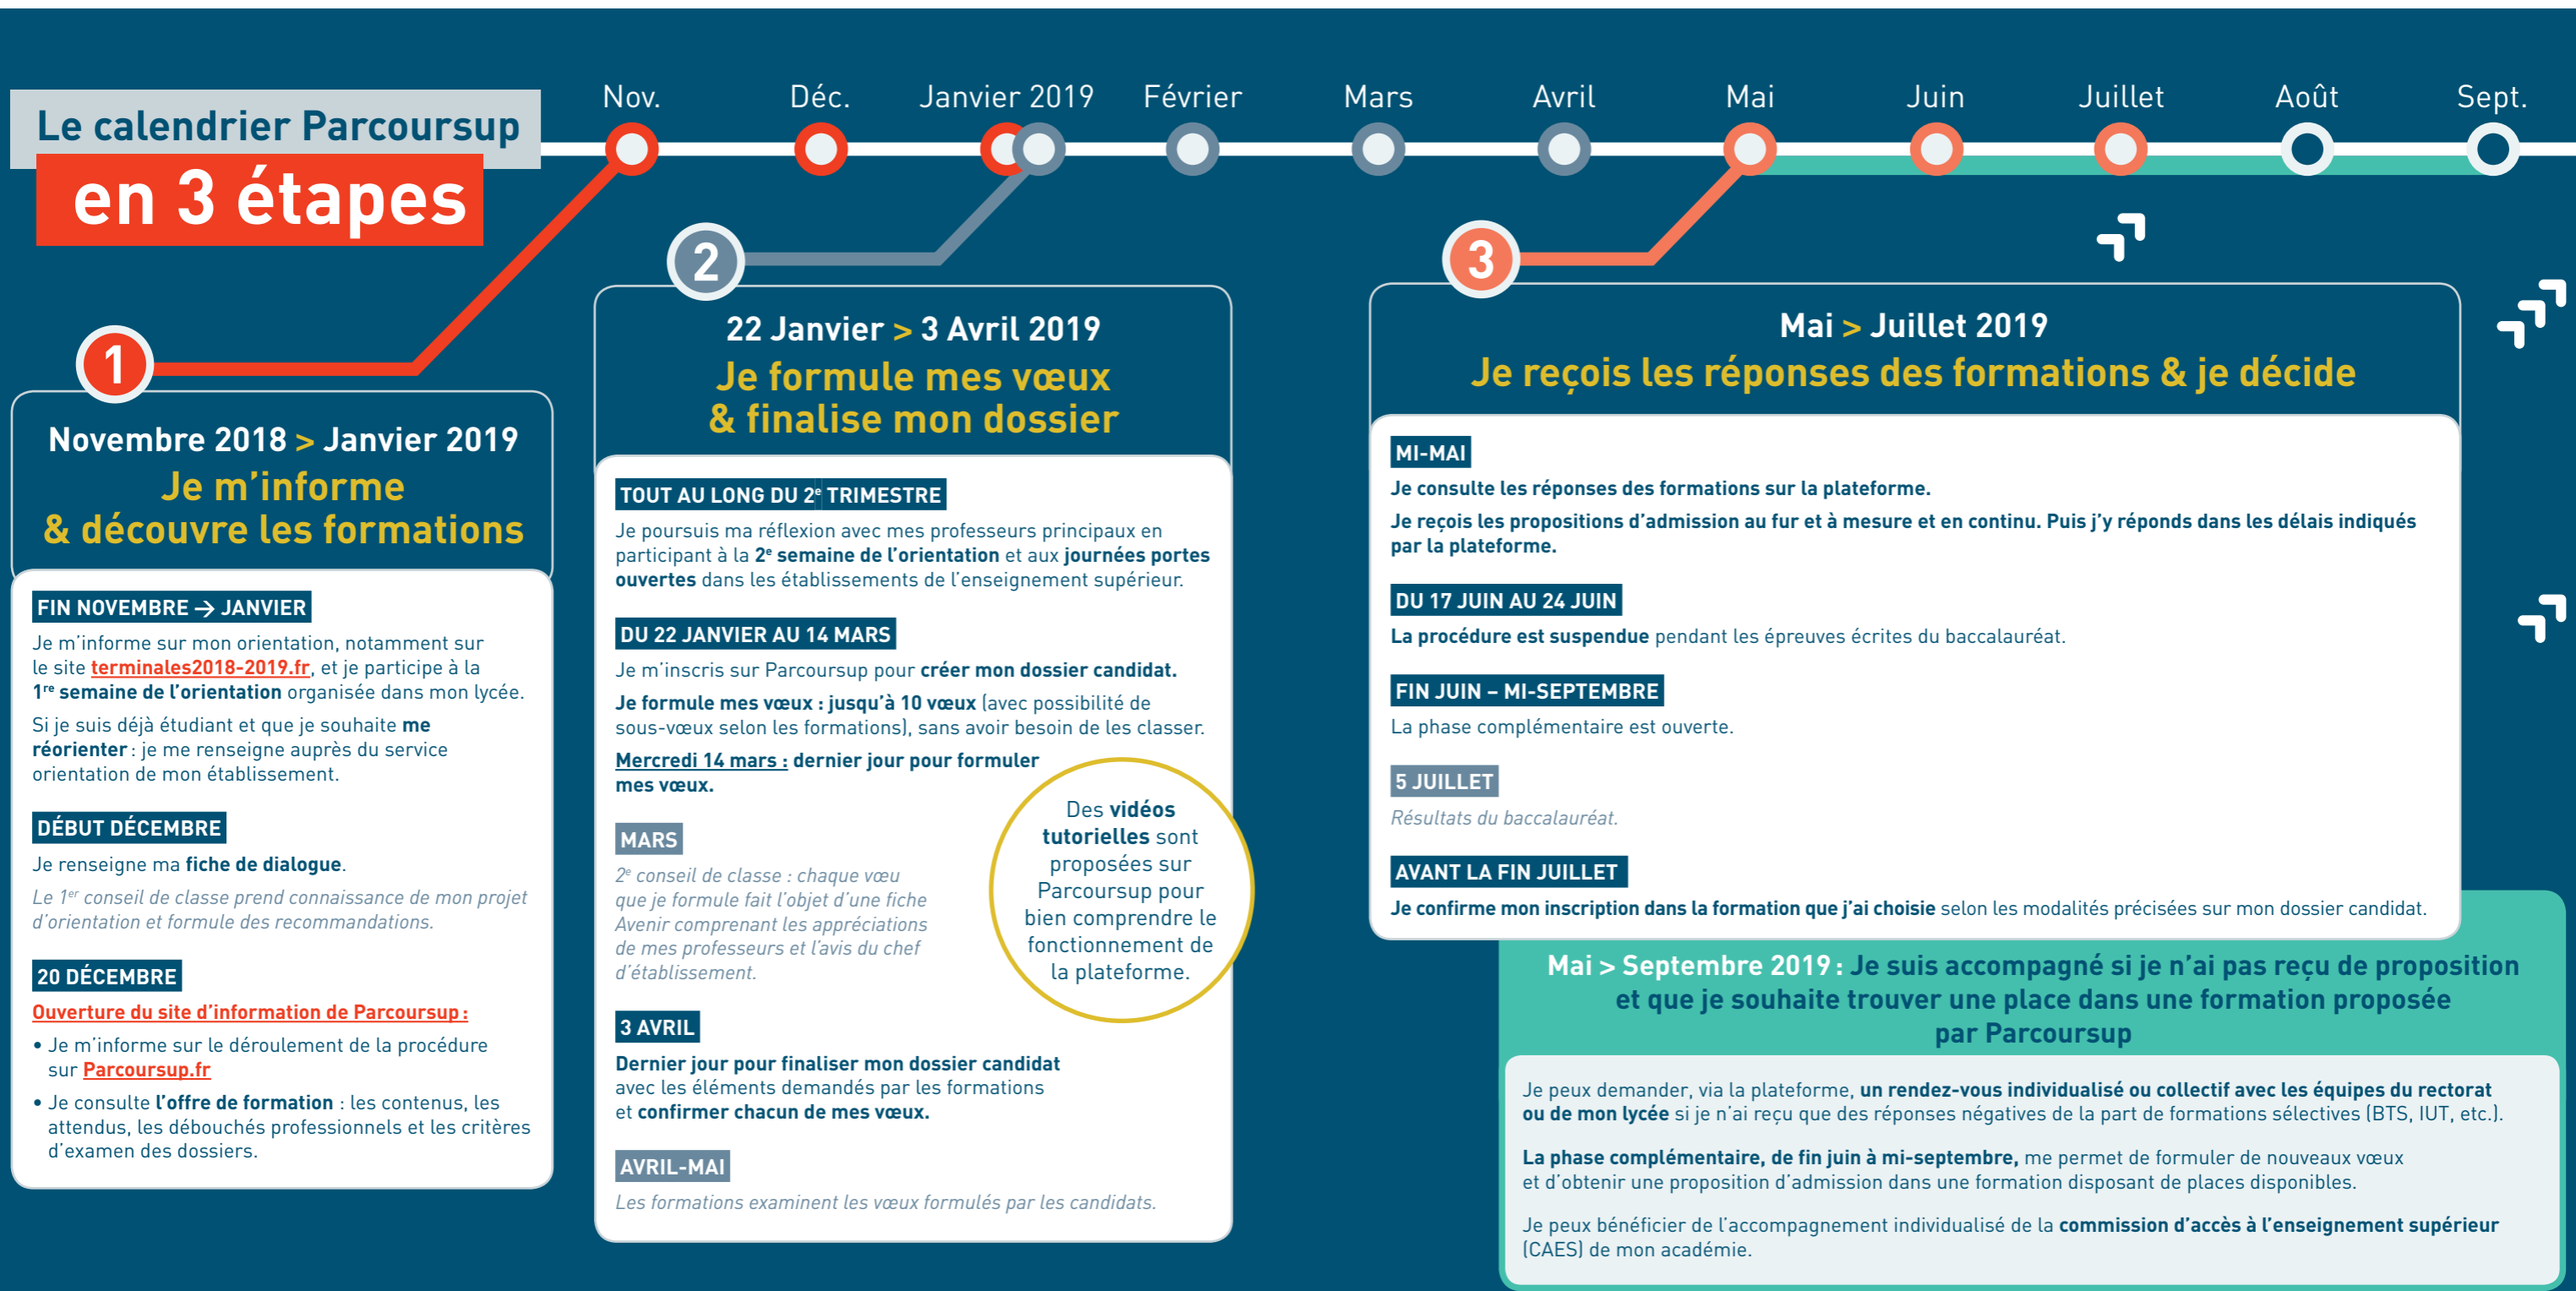 Le calendrier Parcoursup
en 3 étapes
Nov.
Déc.
Janvier 2019
Février
Mars
Avril
Mai
Juin
Juillet
Août
Sept.
1
Novembre 2018 > Janvier 2019
Je m’informe
& découvre les formations
FIN NOVEMBRE → JANVIER
Je m’informe sur mon orientation, notamment sur
le site terminales2018-2019.fr, et je participe à la
1re semaine de l’orientation organisée dans mon lycée.
Si je suis déjà étudiant et que je souhaite me
réorienter : je me renseigne auprès du service
orientation de mon établissement.
DÉBUT DÉCEMBRE
Je renseigne ma fiche de dialogue.
Le 1er conseil de classe prend connaissance de mon projet
d’orientation et formule des recommandations.
20 DÉCEMBRE
Ouverture du site d’information de Parcoursup :
• Je m’informe sur le déroulement de la procédure
sur Parcoursup.fr
• Je consulte l’offre de formation : les contenus, les
attendus, les débouchés professionnels et les critères
d’examen des dossiers.
2
22 Janvier > 3 Avril 2019
Je formule mes vœux
& finalise mon dossier
TOUT AU LONG DU 2e TRIMESTRE
Je poursuis ma réflexion avec mes professeurs principaux en
participant à la 2e semaine de l’orientation et aux journées portes
ouvertes dans les établissements de l’enseignement supérieur.
DU 22 JANVIER AU 14 MARS
Je m’inscris sur Parcoursup pour créer mon dossier candidat.
Je formule mes vœux : jusqu’à 10 vœux (avec possibilité de
sous-vœux selon les formations), sans avoir besoin de les classer.
Mercredi 14 mars : dernier jour pour formuler
mes vœux.
MARS
2e conseil de classe : chaque vœu
que je formule fait l’objet d’une fiche
Avenir comprenant les appréciations
de mes professeurs et l’avis du chef
d’établissement.
Des vidéos
tutorielles sont
proposées sur
Parcoursup pour
bien comprendre le
fonctionnement de
la plateforme.
3 AVRIL
Dernier jour pour finaliser mon dossier candidat
avec les éléments demandés par les formations
et confirmer chacun de mes vœux.
AVRIL-MAI
Les formations examinent les vœux formulés par les candidats.
3
Mai > Juillet 2019
Je reçois les réponses des formations & je décide
MI-MAI
Je consulte les réponses des formations sur la plateforme.
Je reçois les propositions d’admission au fur et à mesure et en continu. Puis j’y réponds dans les délais indiqués
par la plateforme.
DU 17 JUIN AU 24 JUIN
La procédure est suspendue pendant les épreuves écrites du baccalauréat.
FIN JUIN – MI-SEPTEMBRE
La phase complémentaire est ouverte.
5 JUILLET
Résultats du baccalauréat.
AVANT LA FIN JUILLET
Je confirme mon inscription dans la formation que j’ai choisie selon les modalités précisées sur mon dossier candidat.
Mai > Septembre 2019 : Je suis accompagné si je n’ai pas reçu de proposition
et que je souhaite trouver une place dans une formation proposée
par Parcoursup
Je peux demander, via la plateforme, un rendez-vous individualisé ou collectif avec les équipes du rectorat
ou de mon lycée si je n’ai reçu que des réponses négatives de la part de formations sélectives (BTS, IUT, etc.).
La phase complémentaire, de fin juin à mi-septembre, me permet de formuler de nouveaux vœux
et d’obtenir une proposition d’admission dans une formation disposant de places disponibles.
Je peux bénéficier de l’accompagnement individualisé de la commission d’accès à l’enseignement supérieur
(CAES) de mon académie.